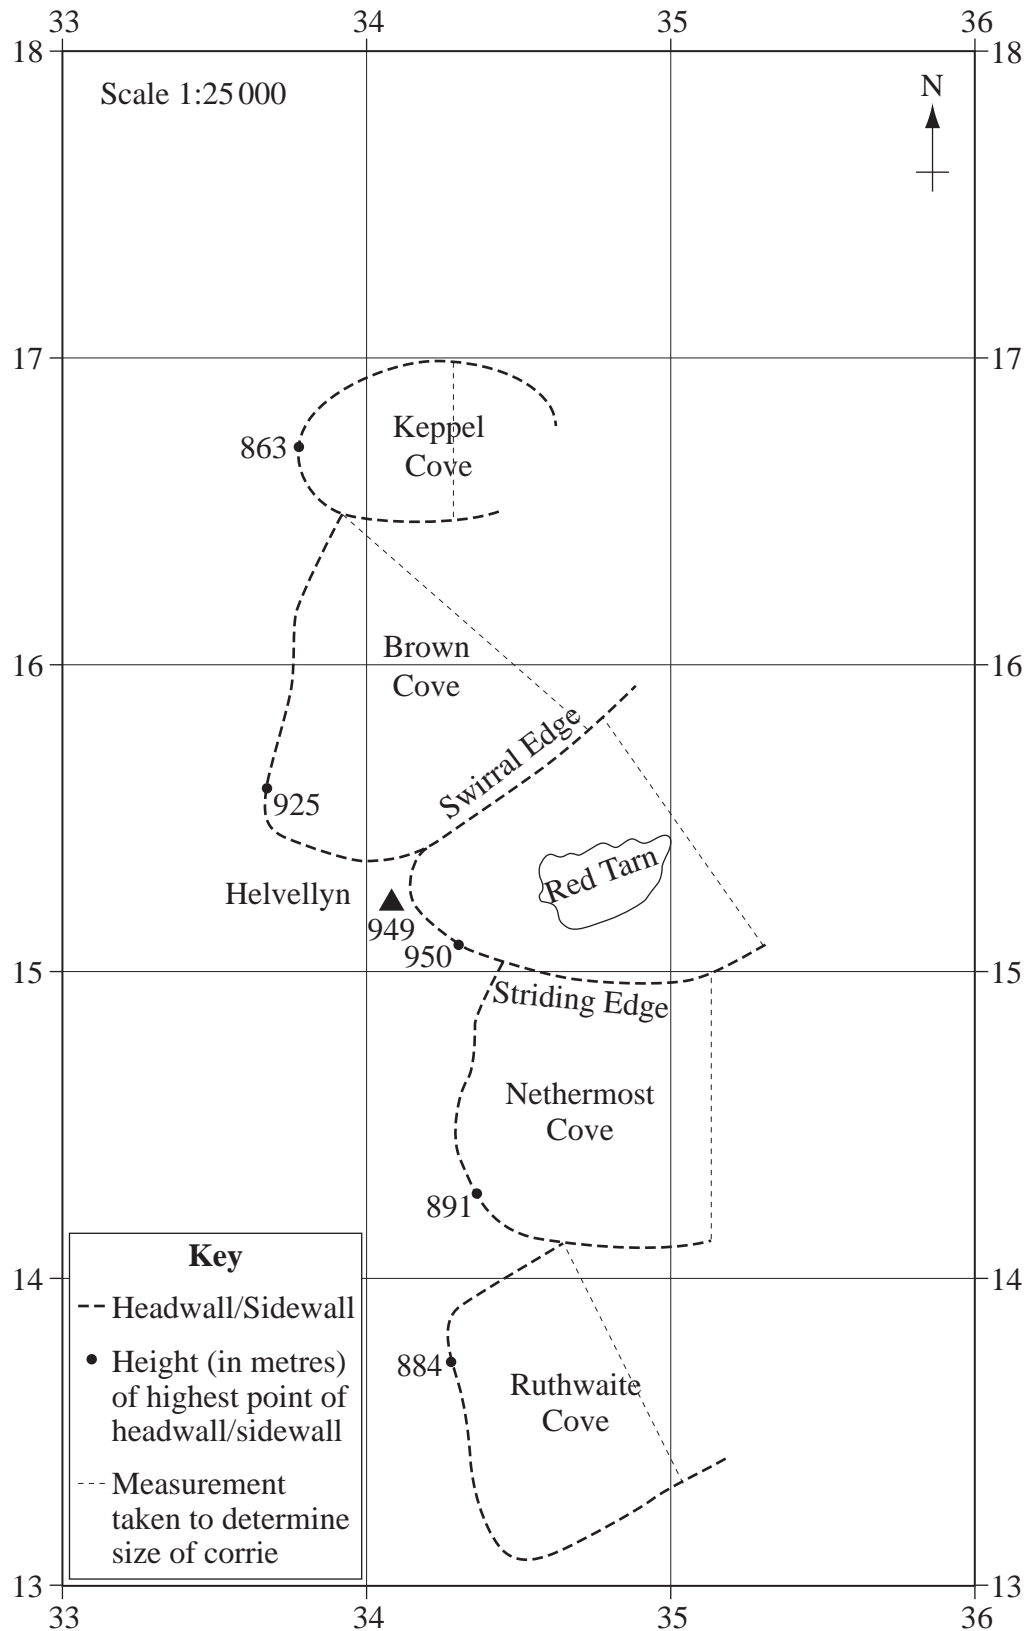 33 34 35 36
18 18
Scale 1:25 000
N
17 17
863
Keppel
Cove
16 16
Brown
Cove
Swirral Edge
925
Red Tarn
Helvellyn
949
950
15 15
Striding Edge
Nethermost
Cove
891
14 14
884
Ruthwaite
Cove
Key
Headwall/Sidewall
Height (in metres)
of highest point of
headwall/sidewall
Measurement
taken to determine
size of corrie
13 13
33 34 35 36